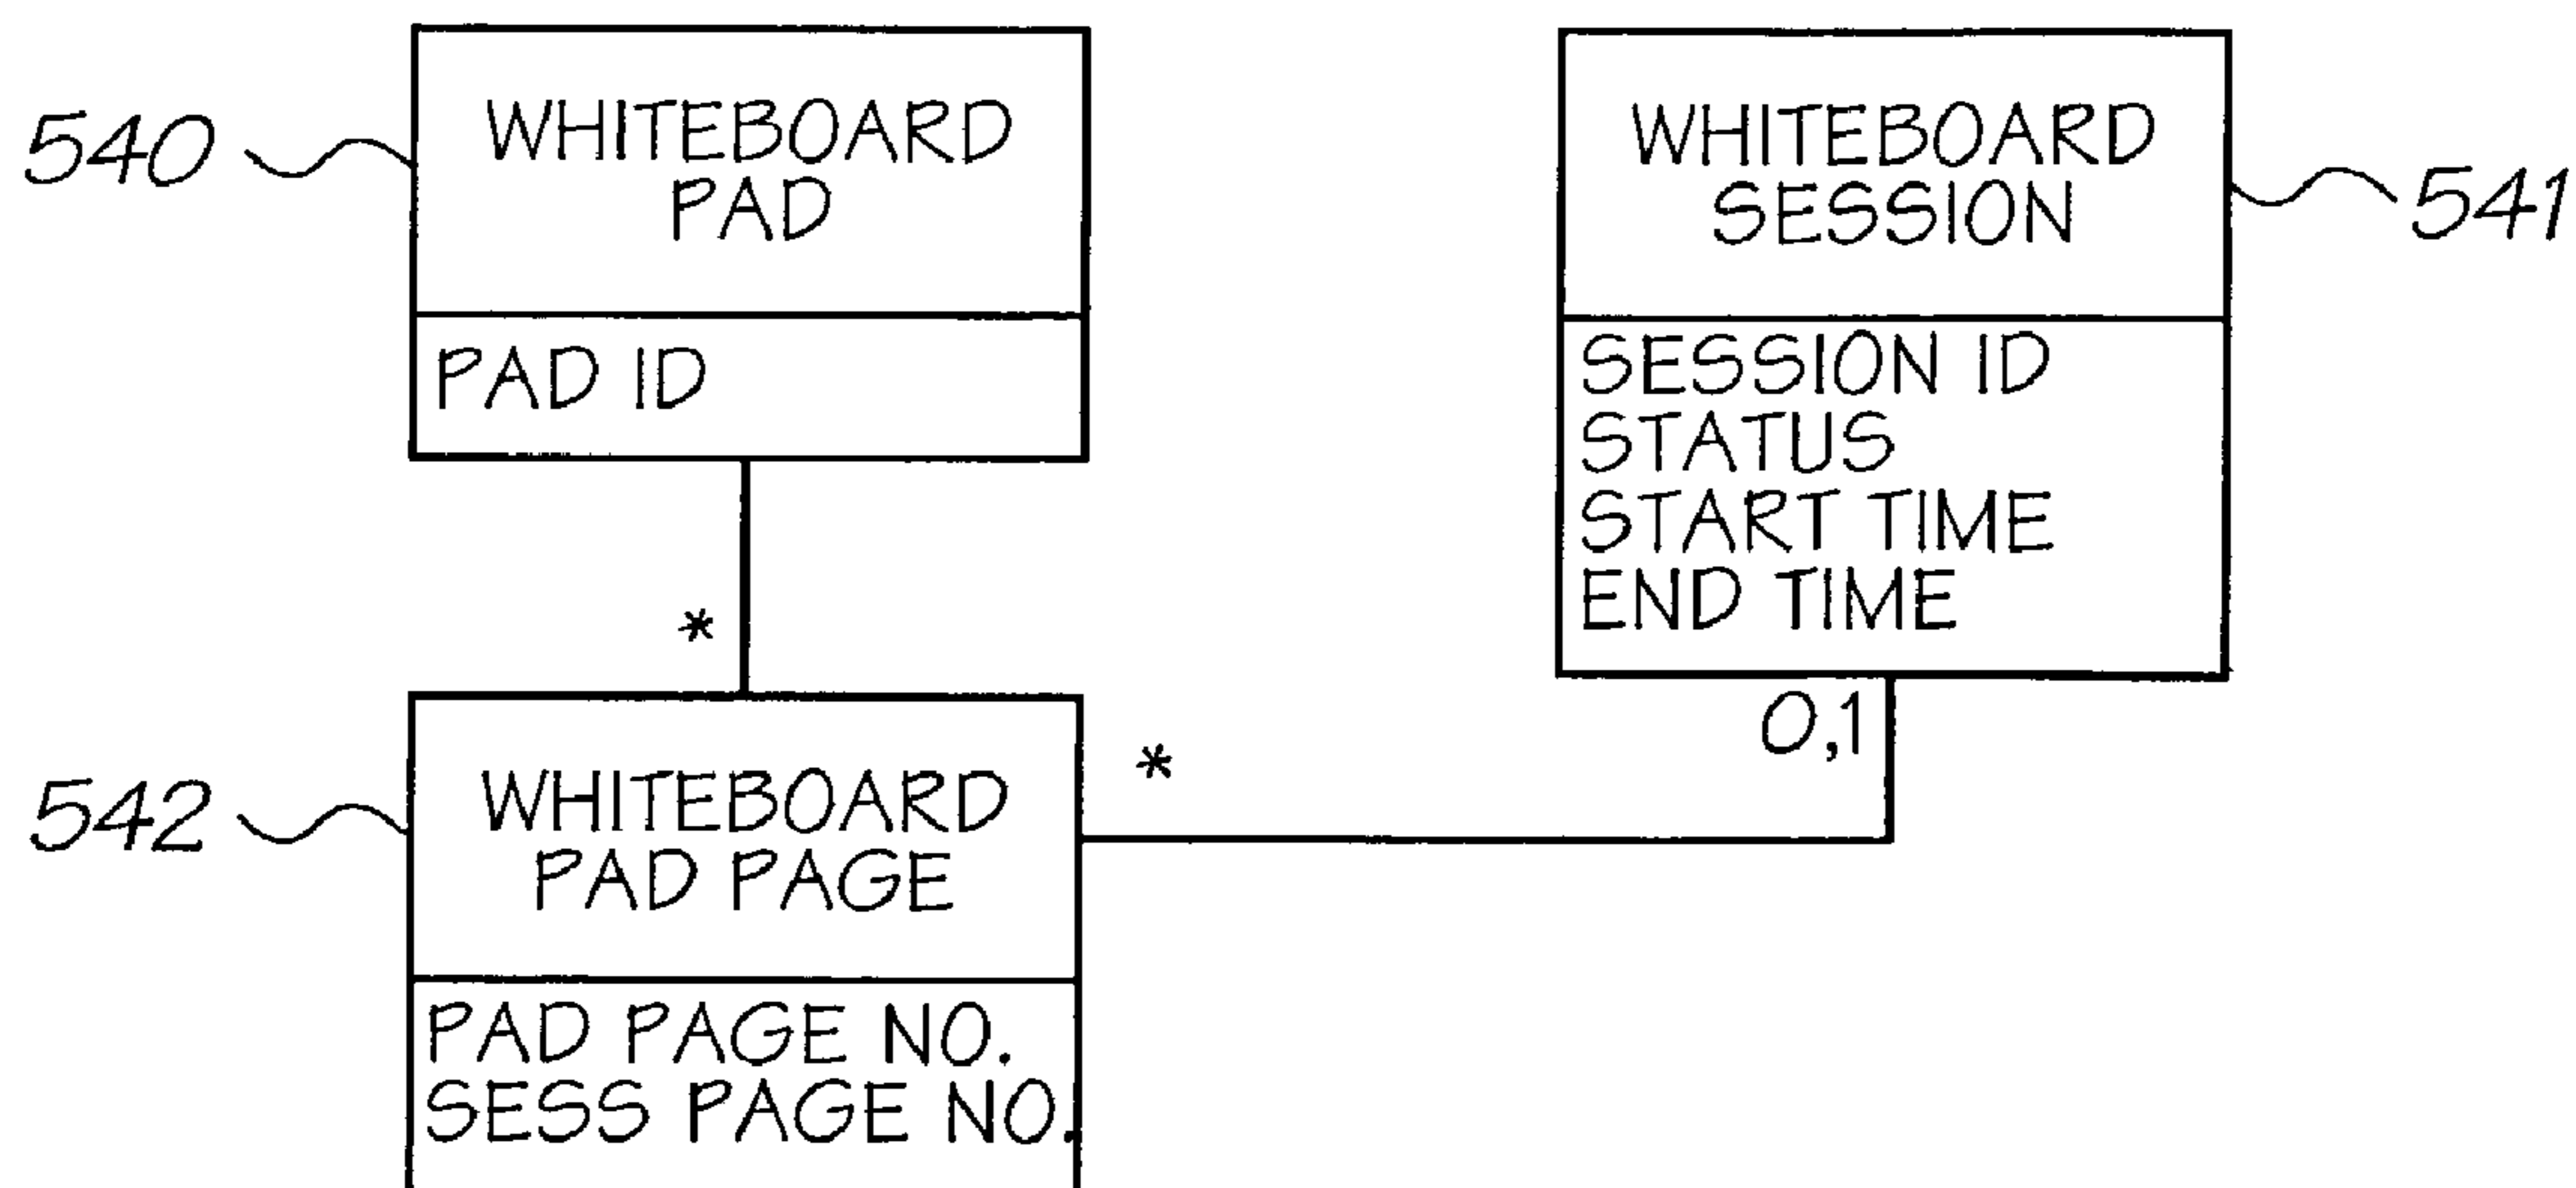 540
WHITEBOARD
PAD
PAD ID
WHITEBOARD
SESSION
541
SESSION ID
STATUS
START TIME
END TIME
*
0,1
*
542
WHITEBOARD
PAD PAGE
PAD PAGE NO.
SESS PAGE NO.